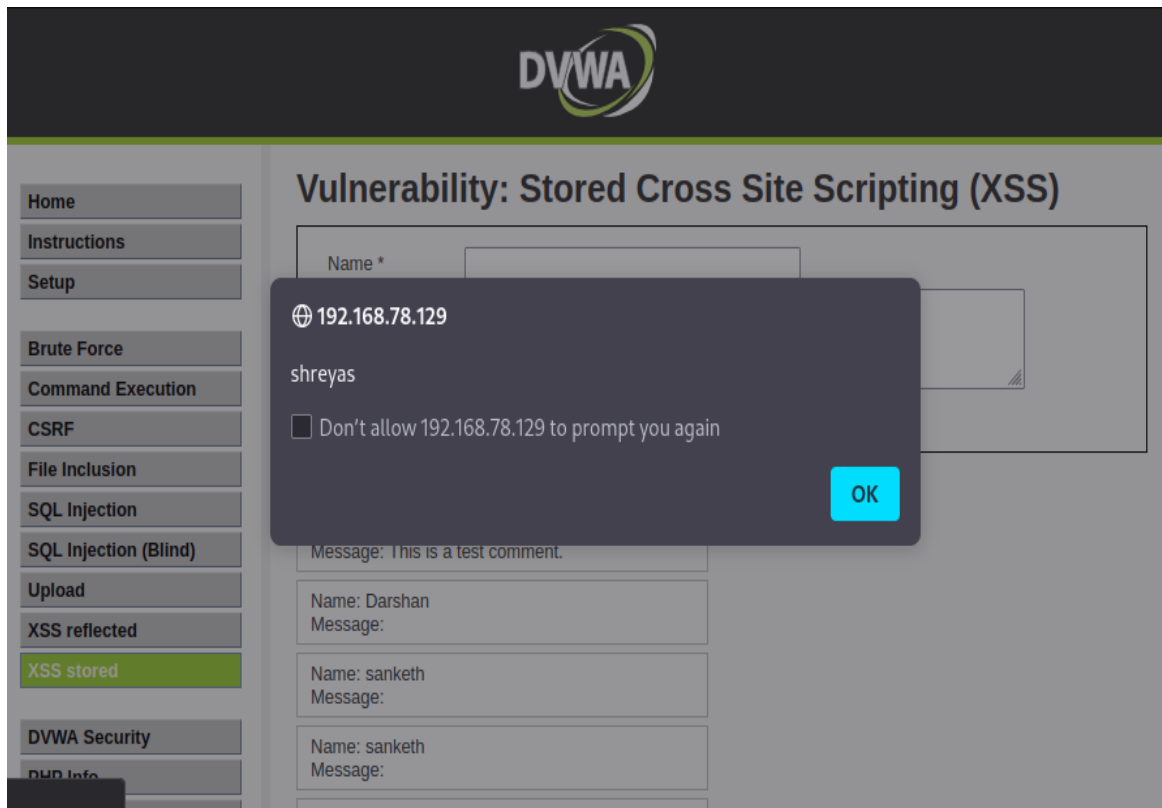 DVWA
Home
Instructions
Setup
Brute Force
Command Execution
CSRF
File Inclusion
SQL Injection
SQL Injection (Blind)
Upload
XSS reflected
XSS stored
DVWA Security
PHP Info
Vulnerability: Stored Cross Site Scripting (XSS)
Name *
192.168.78.129
shreyas
Don't allow 192.168.78.129 to prompt you again
OK
Message: This is a test comment.
Name: Darshan
Message:
Name: sanketh
Message:
Name: sanketh
Message: